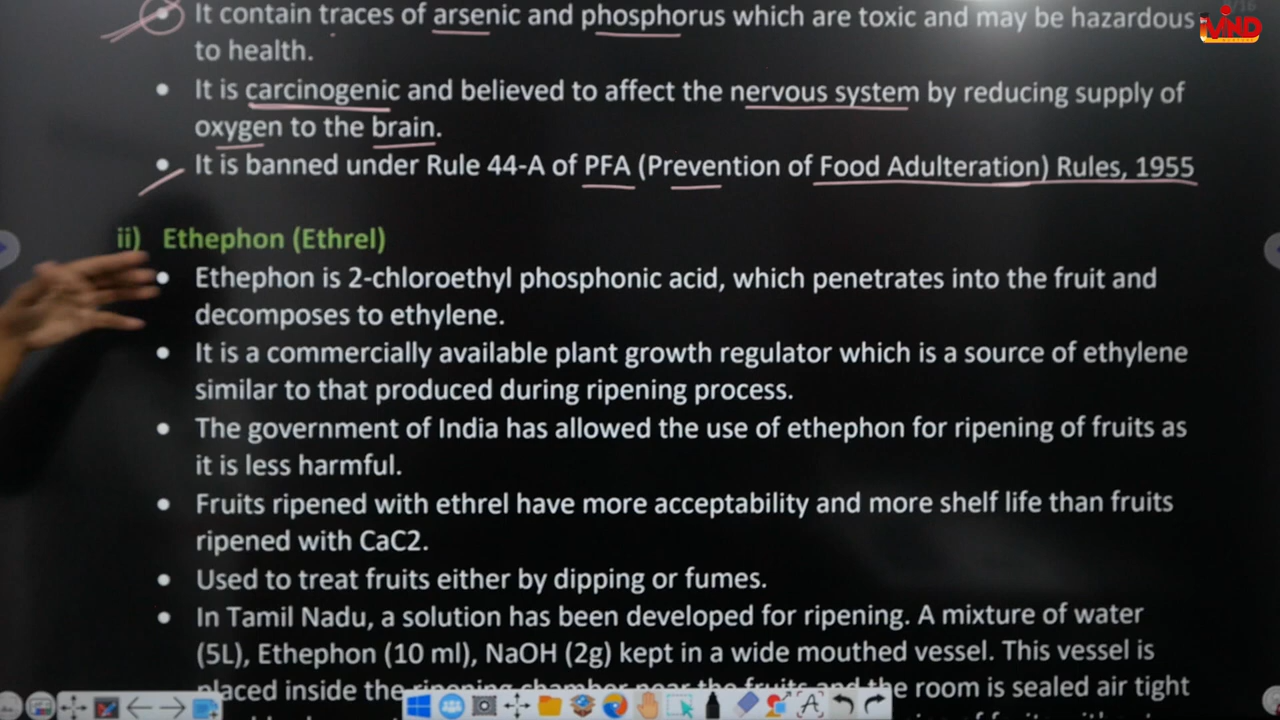 It contain traces of arsenic and phosphorus which are toxic and may be hazardous
to health.
It is carcinogenic and believed to affect the nervous system by reducing supply of
oxygen to the brain.
It is banned under Rule 44-A of PFA (Prevention of Food Adulteration) Rules, 1955
ii) Ethephon (Ethrel)
Ethephon is 2-chloroethyl phosphonic acid, which penetrates into the fruit and
decomposes to ethylene.
It is a commercially available plant growth regulator which is a source of ethylene
similar to that produced during ripening process.
The government of India has allowed the use of ethephon for ripening of fruits as
it is less harmful.
Fruits ripened with ethrel have more acceptability and more shelf life than fruits
ripened with CaC2.
Used to treat fruits either by dipping or fumes.
In Tamil Nadu, a solution has been developed for ripening. A mixture of water
(5L), Ethephon (10 ml), NaOH (2g) kept in a wide mouthed vessel. This vessel is
placed inside the ripening chamber near the fruits and the room is sealed air tight